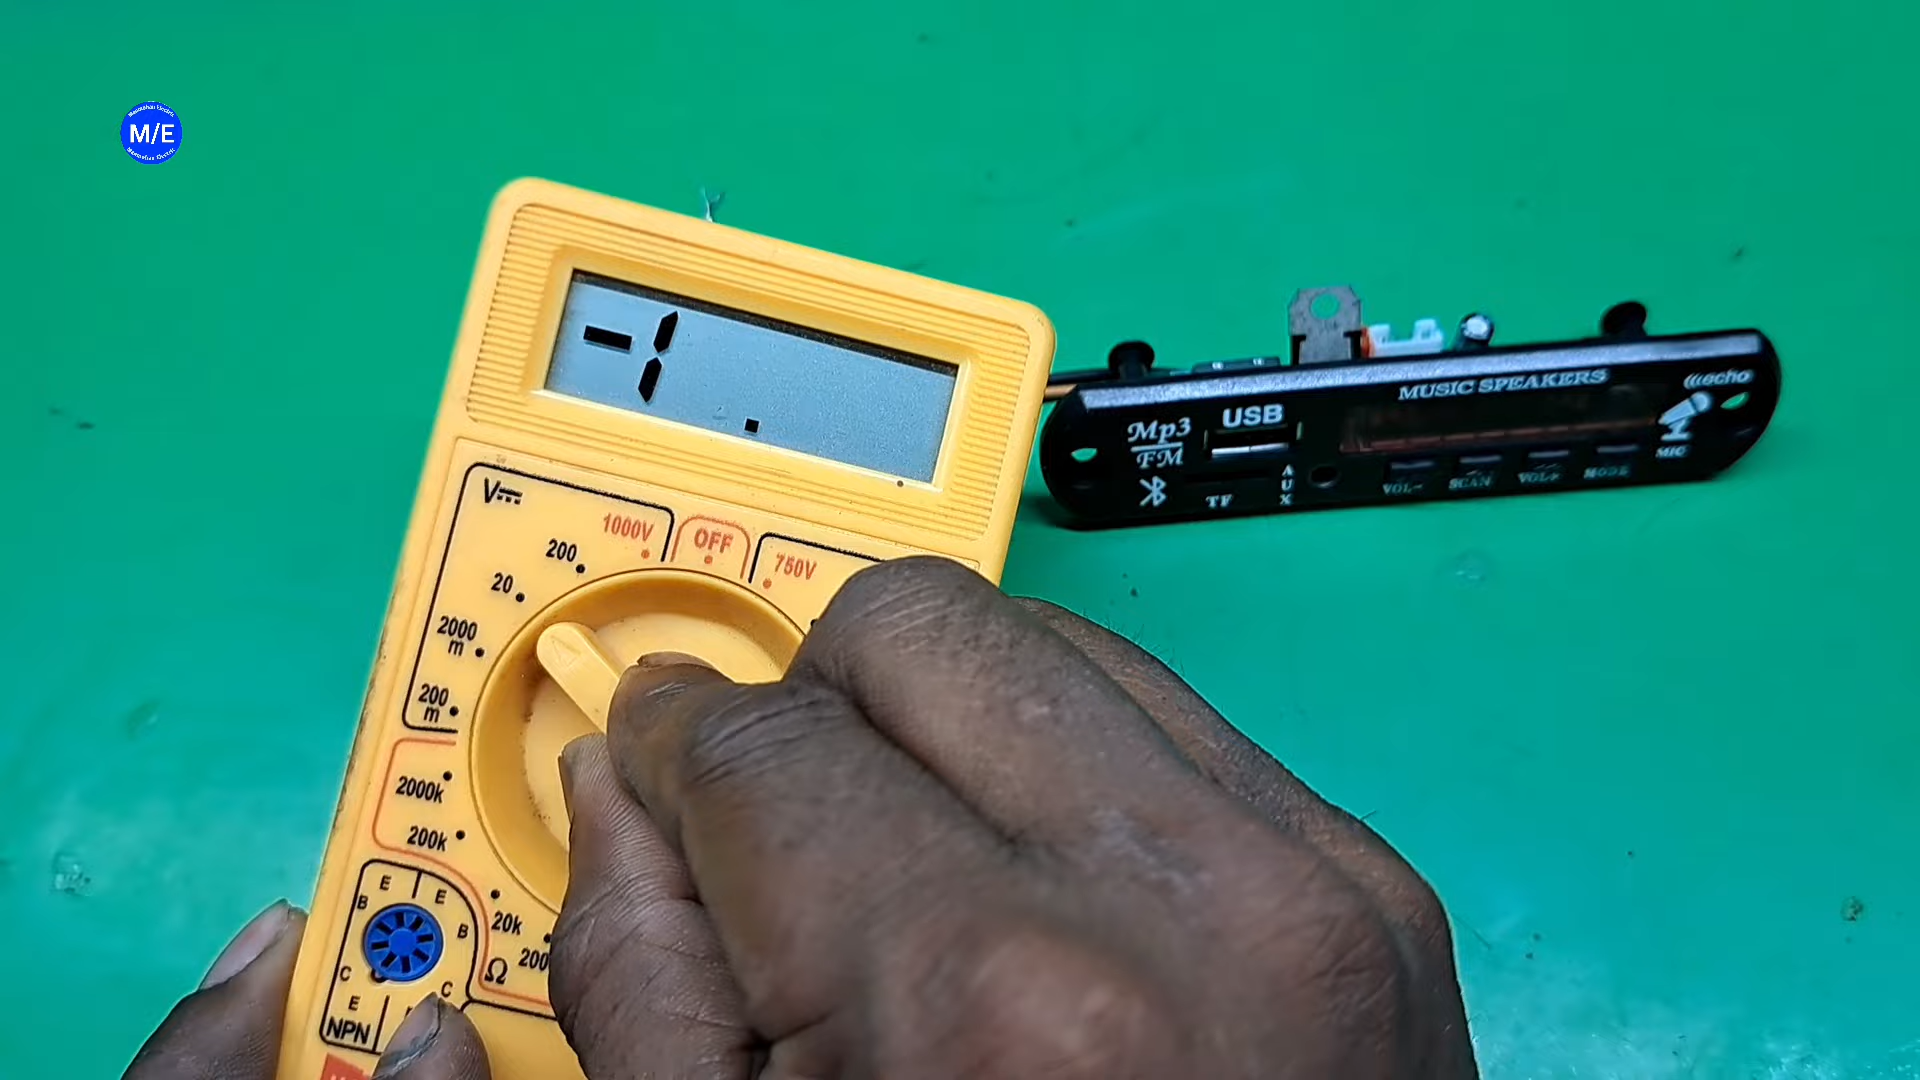 M/E
-1 .
V
1000V
OFF
750V
200
20
2000
m
200
m
2000k
200k
20k
200
Ω
E
E
B
B
C
C
E
NPN
MUSIC SPEAKERS
echo
Mp3
FM
USB
TF
AUX
VOL-
SCAN
VOL+
MODE
MIC